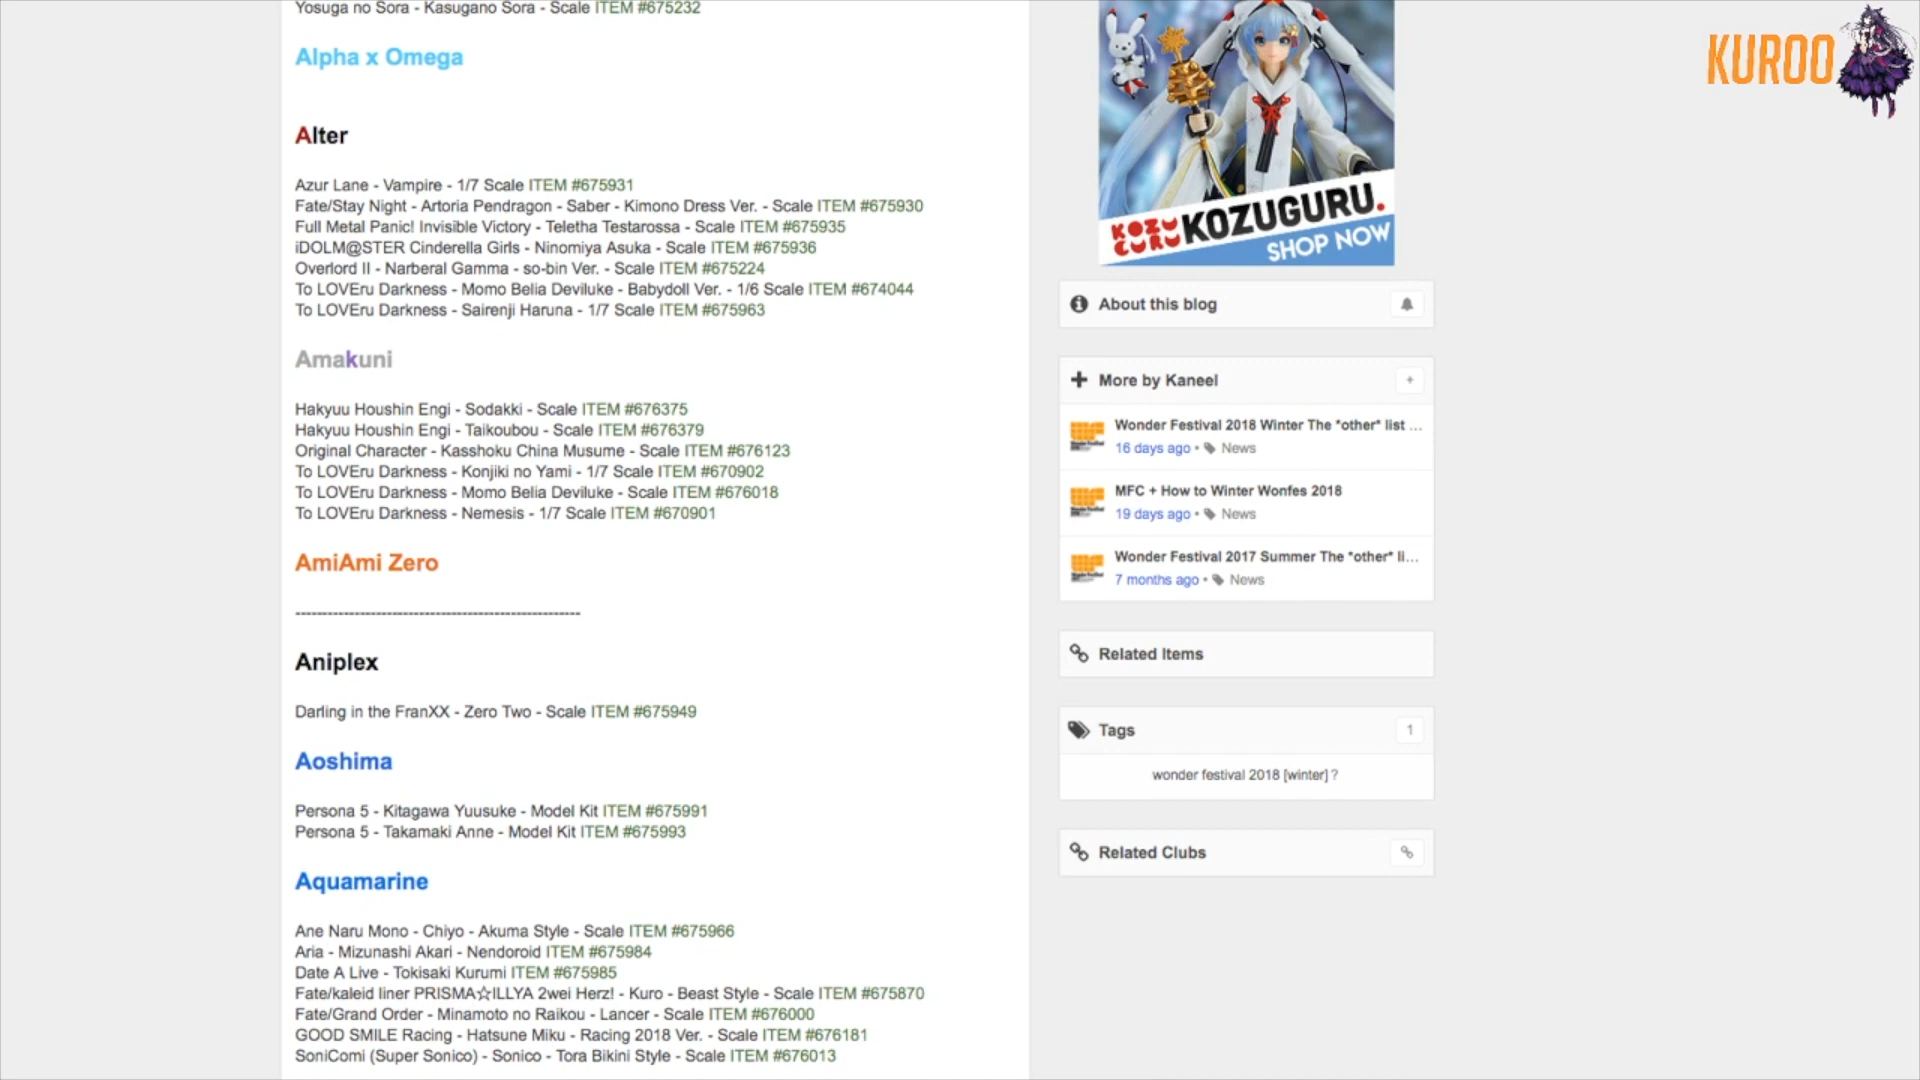 Yosuga no Sora - Kasugano Sora - Scale ITEM #675232
Alpha x Omega
Alter
Azur Lane - Vampire - 1/7 Scale ITEM #675931
Fate/Stay Night - Artoria Pendragon - Saber - Kimono Dress Ver. - Scale ITEM #675930
Full Metal Panic! Invisible Victory - Teletha Testarossa - Scale ITEM #675935
iDOLM@STER Cinderella Girls - Ninomiya Asuka - Scale ITEM #675936
Overlord II - Narberal Gamma - so-bin Ver. - Scale ITEM #675224
To LOVEru Darkness - Momo Belia Deviluke - Babydoll Ver. - 1/6 Scale ITEM #674044
To LOVEru Darkness - Sairenji Haruna - 1/7 Scale ITEM #675963
Amakuni
Hakyuu Houshin Engi - Sodakki - Scale ITEM #676375
Hakyuu Houshin Engi - Taikoubou - Scale ITEM #676379
Original Character - Kasshoku China Musume - Scale ITEM #676123
To LOVEru Darkness - Konjiki no Yami - 1/7 Scale ITEM #670902
To LOVEru Darkness - Momo Belia Deviluke - Scale ITEM #676018
To LOVEru Darkness - Nemesis - 1/7 Scale ITEM #670901
AmiAmi Zero
----------------------------------------------------
Aniplex
Darling in the FranXX - Zero Two - Scale ITEM #675949
Aoshima
Persona 5 - Kitagawa Yuusuke - Model Kit ITEM #675991
Persona 5 - Takamaki Anne - Model Kit ITEM #675993
Aquamarine
Ane Naru Mono - Chiyo - Akuma Style - Scale ITEM #675966
Aria - Mizunashi Akari - Nendoroid ITEM #675984
Date A Live - Tokisaki Kurumi ITEM #675985
Fate/kaleid liner PRISMA☆ILLYA 2wei Herz! - Kuro - Beast Style - Scale ITEM #675870
Fate/Grand Order - Minamoto no Raikou - Lancer - Scale ITEM #676000
GOOD SMILE Racing - Hatsune Miku - Racing 2018 Ver. - Scale ITEM #676181
SoniComi (Super Sonico) - Sonico - Tora Bikini Style - Scale ITEM #676013
KOZU
GURU
KOZUGURU.
SHOP NOW
About this blog
More by Kaneel +
Wonder Festival 2018 Winter The *other* list ...
16 days ago • News
MFC + How to Winter Wonfes 2018
19 days ago • News
Wonder Festival 2017 Summer The *other* li...
7 months ago • News
Related Items
Tags 1
wonder festival 2018 [winter] ?
Related Clubs
KUROO